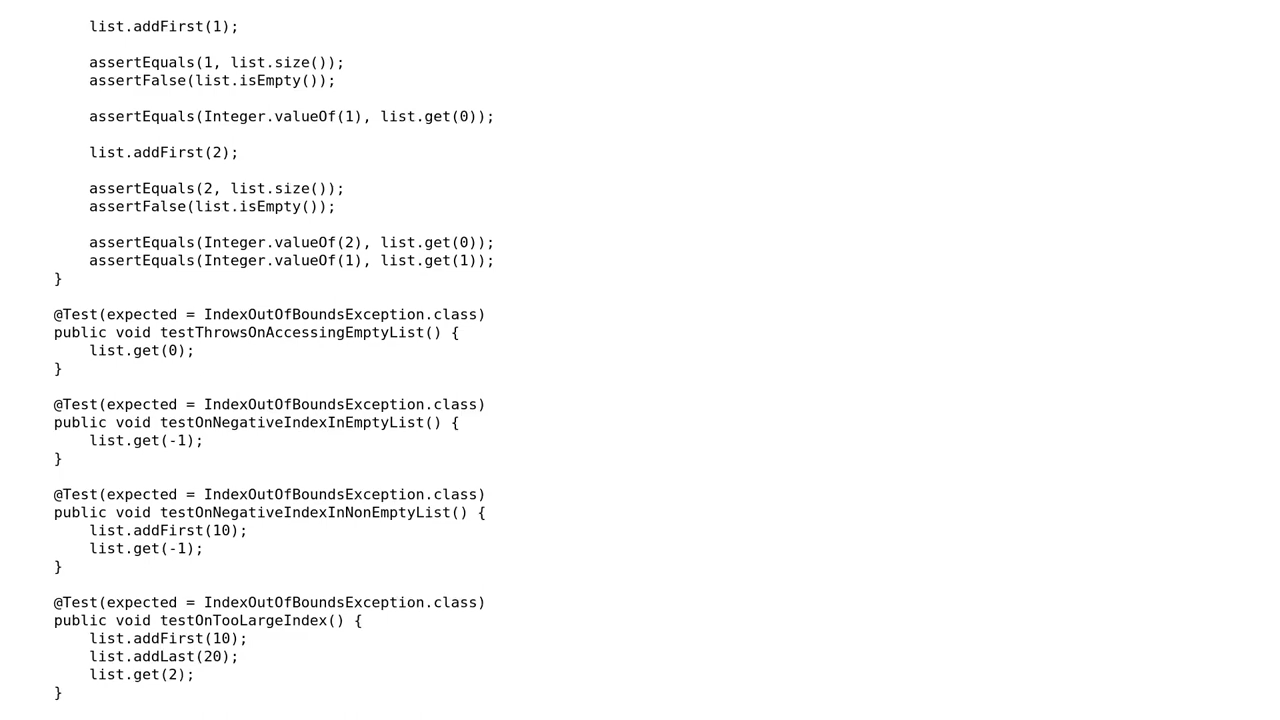 list.addFirst(1);
assertEquals(1, list.size());
assertFalse(list.isEmpty());
assertEquals(Integer.valueOf(1), list.get(0));
list.addFirst(2);
assertEquals(2, list.size());
assertFalse(list.isEmpty());
assertEquals(Integer.valueOf(2), list.get(0));
assertEquals(Integer.valueOf(1), list.get(1));
}
@Test(expected = IndexOutOfBoundsException.class)
public void testThrowsOnAccessingEmptyList() {
list.get(0);
}
@Test(expected = IndexOutOfBoundsException.class)
public void testOnNegativeIndexInEmptyList() {
list.get(-1);
}
@Test(expected = IndexOutOfBoundsException.class)
public void testOnNegativeIndexInNonEmptyList() {
list.addFirst(10);
list.get(-1);
}
@Test(expected = IndexOutOfBoundsException.class)
public void testOnTooLargeIndex() {
list.addFirst(10);
list.addLast(20);
list.get(2);
}